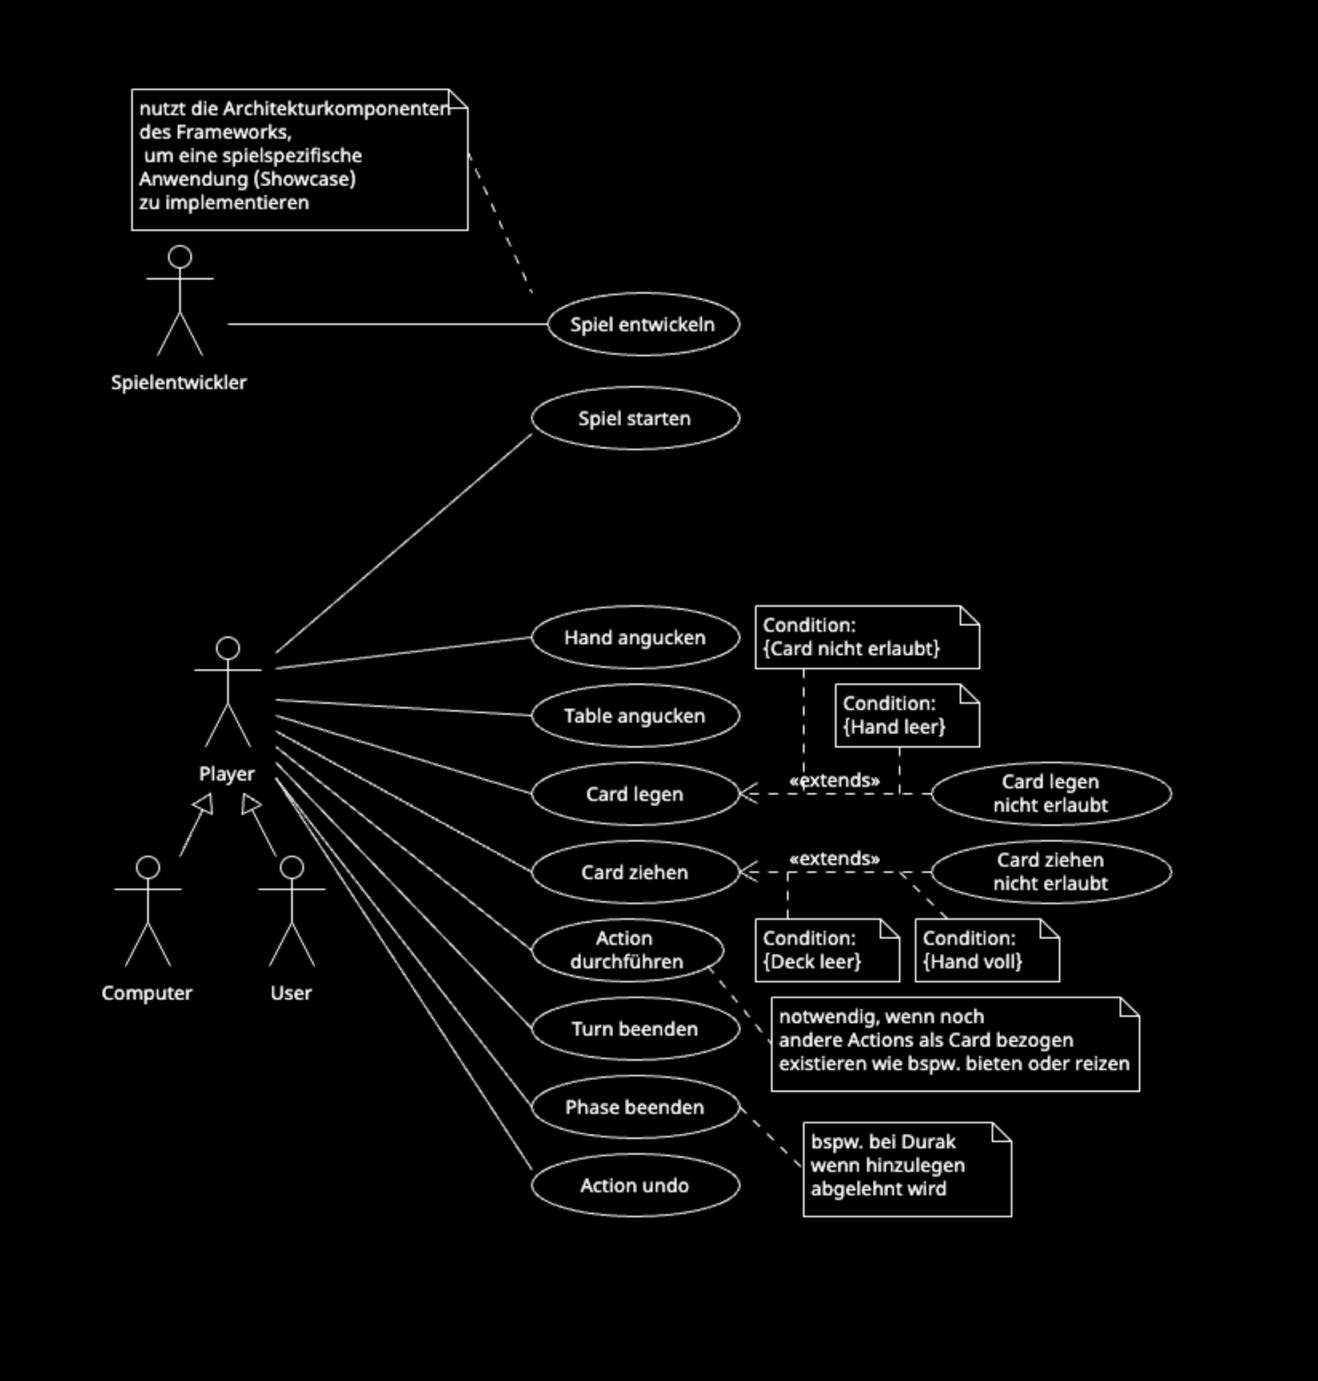 nutzt die Architekturkomponenten
des Frameworks,
um eine spielspezifische
Anwendung (Showcase)
zu implementieren
Spiel entwickeln
Spielentwickler
Spiel starten
Hand angucken
Condition:
{Card nicht erlaubt}
Table angucken
Condition:
{Hand leer}
Player
Card legen
«extends»
Card legen
nicht erlaubt
Card ziehen
«extends»
Card ziehen
nicht erlaubt
Computer
User
Action
durchführen
Condition:
{Deck leer}
Condition:
{Hand voll}
Turn beenden
notwendig, wenn noch
andere Actions als Card bezogen
existieren wie bspw. bieten oder reizen
Phase beenden
bspw. bei Durak
wenn hinzulegen
abgelehnt wird
Action undo